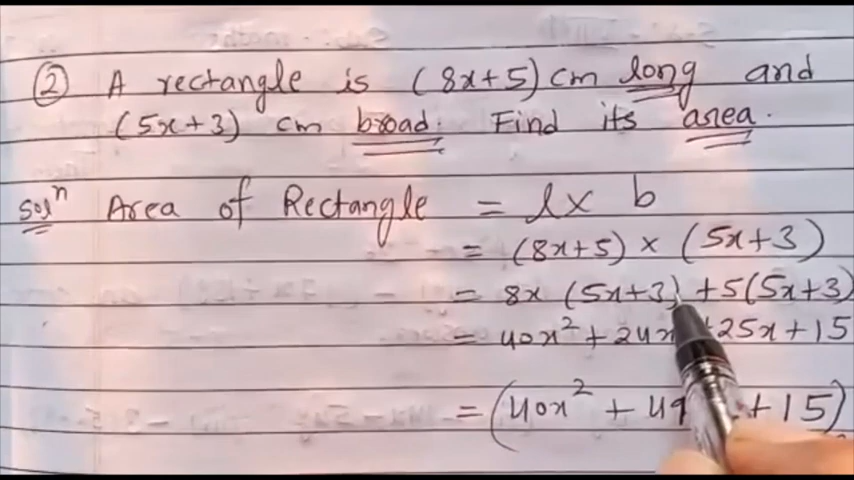 ② A rectangle is (8x+5) cm long and
(5x+3) cm broad. Find its area.
Solⁿ Area of Rectangle = l x b
= (8x+5) × (5x+3)
= 8x (5x+3) +5(5x+3)
= 40x² + 24x +25x+15
= (40x² + 49 + 15)